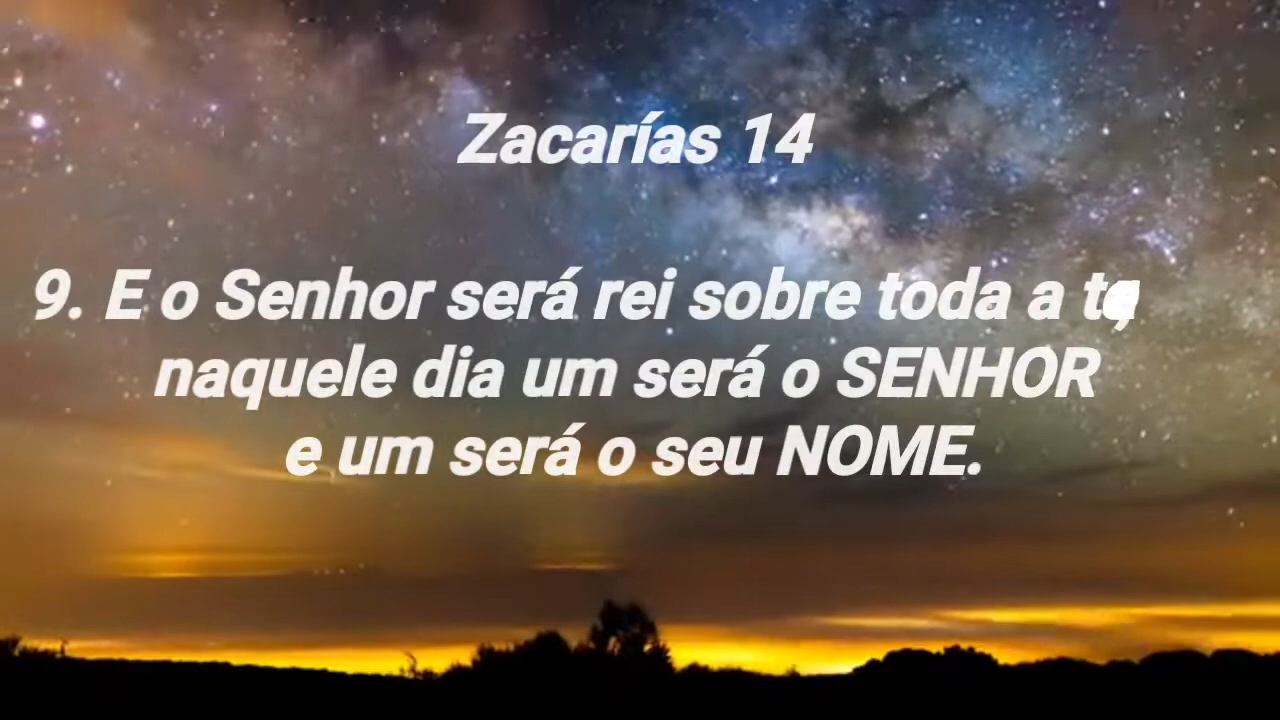 Zacarías 14
9. E o Senhor será rei sobre toda a
naquele dia um será o SENHOR
e um será o seu NOME.